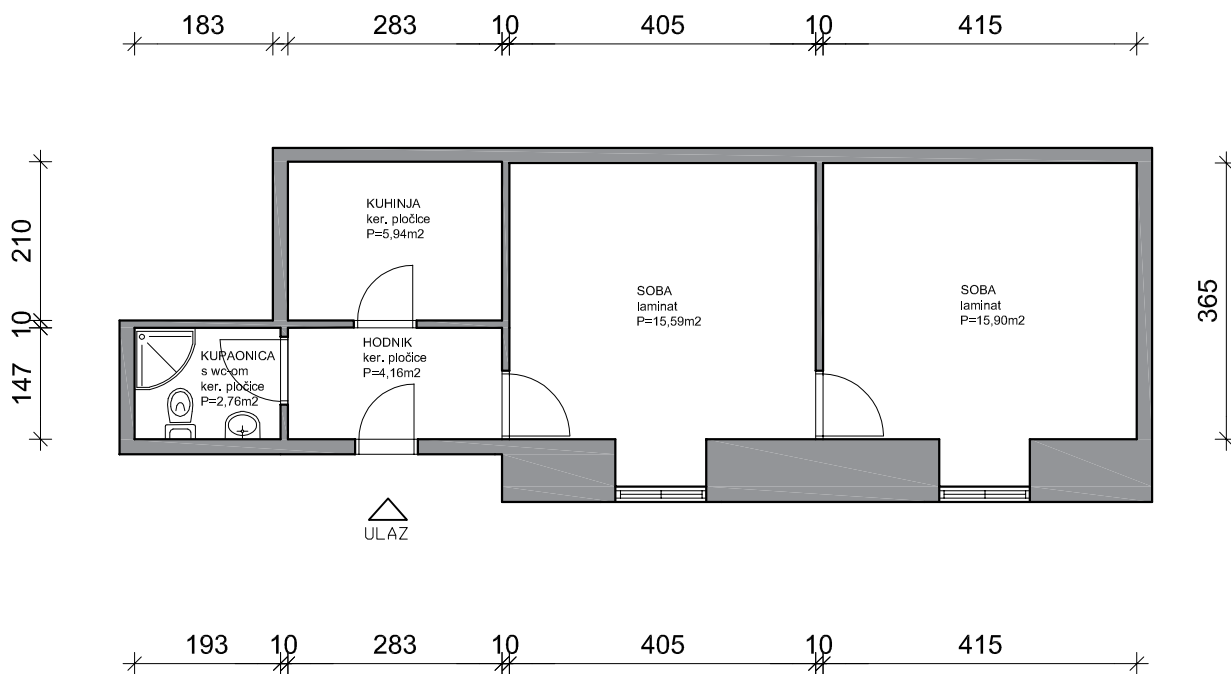 183 283 10 405 10 415
210
10
147
365
KUHINJA
ker. pločice
P=5,94m2
SOBA
laminat
P=15,59m2
SOBA
laminat
P=15,90m2
KUPAONICA
s wc-om
ker. pločice
P=2,76m2
HODNIK
ker. pločice
P=4,16m2
ULAZ
193 10 283 10 405 10 415